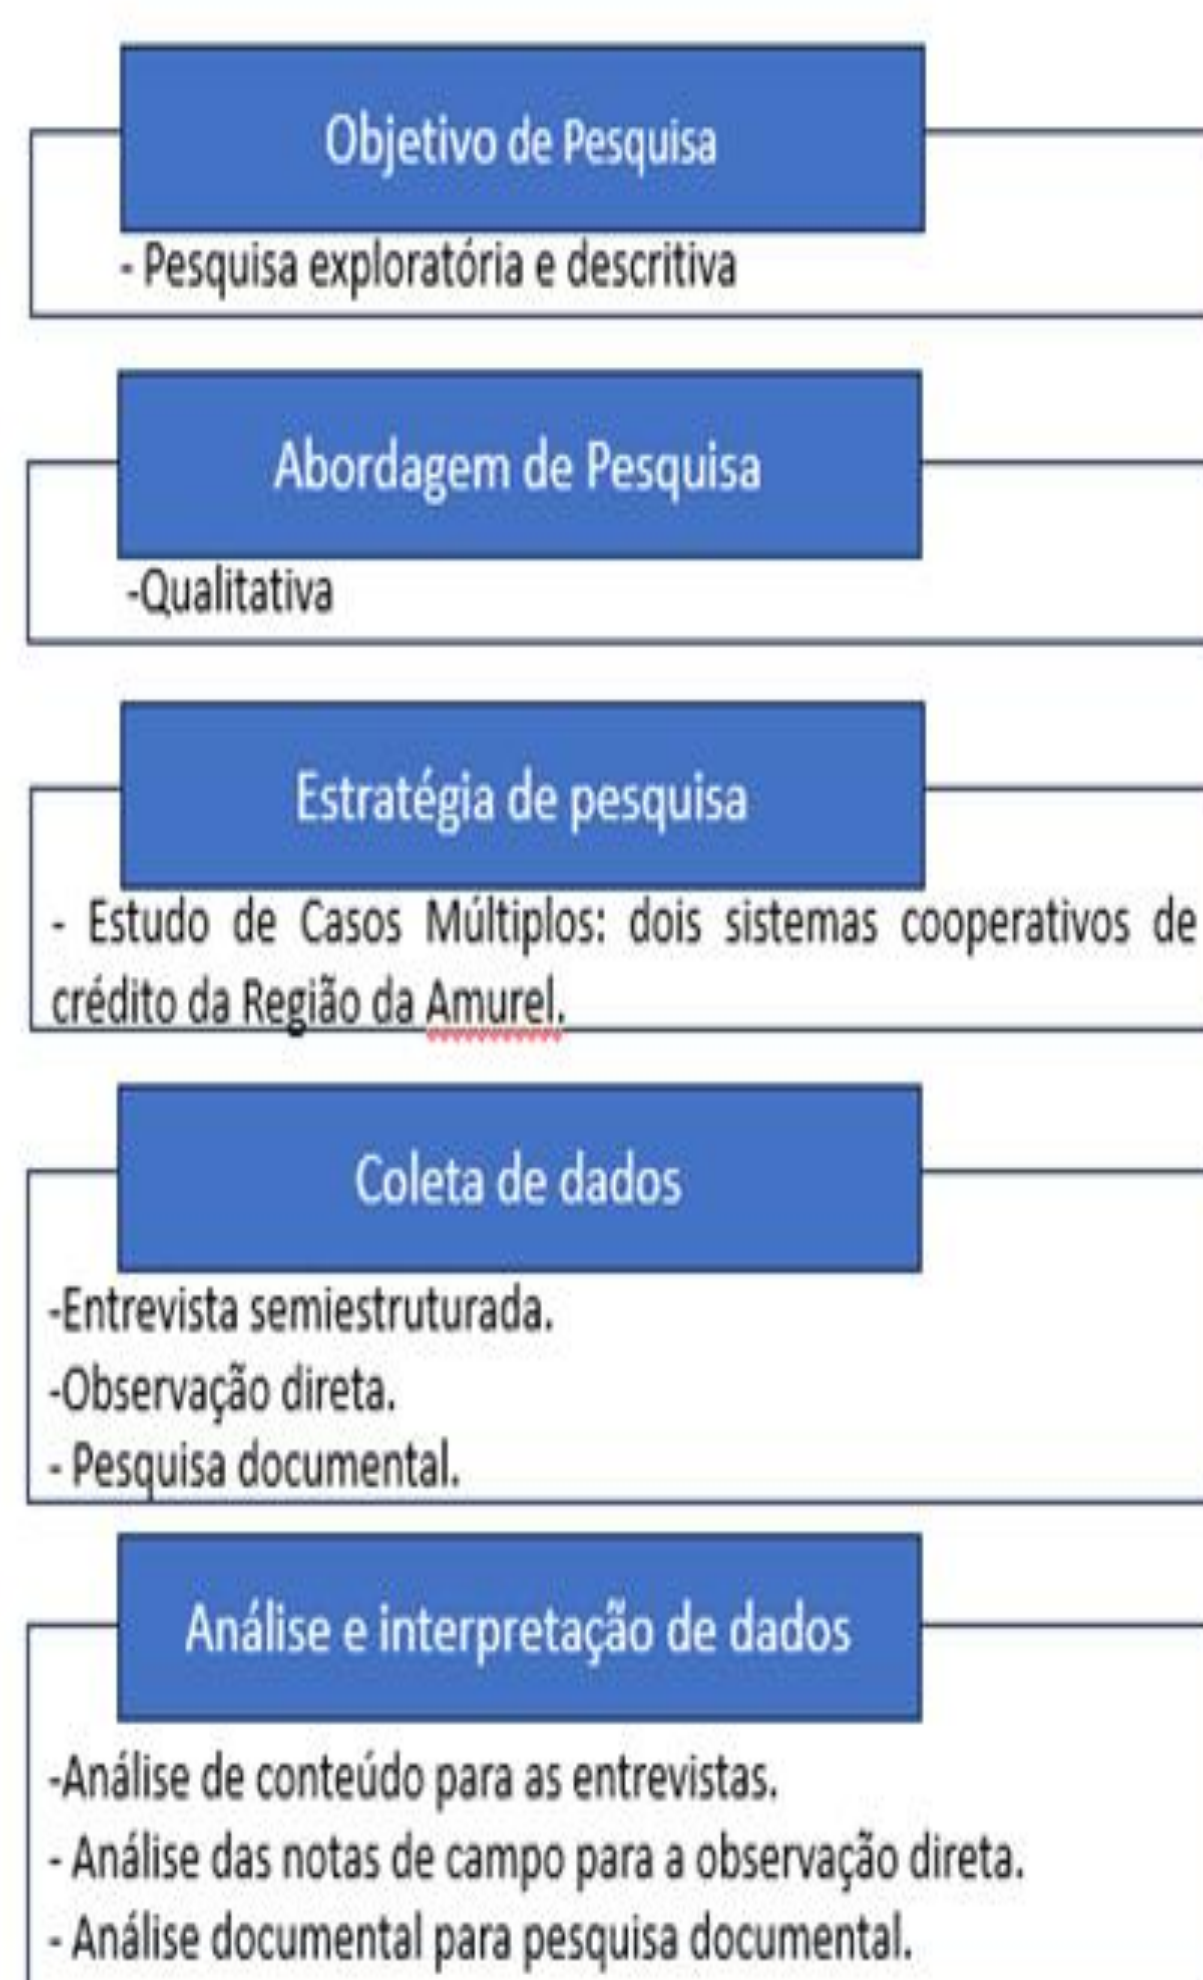 Objetivo de Pesquisa
- Pesquisa exploratória e descritiva
Abordagem de Pesquisa
-Qualitativa
Estratégia de pesquisa
- Estudo de Casos Múltiplos: dois sistemas cooperativos de
crédito da Região da Amurel.
Coleta de dados
-Entrevista semiestruturada.
-Observação direta.
- Pesquisa documental.
Análise e interpretação de dados
-Análise de conteúdo para as entrevistas.
- Análise das notas de campo para a observação direta.
- Análise documental para pesquisa documental.